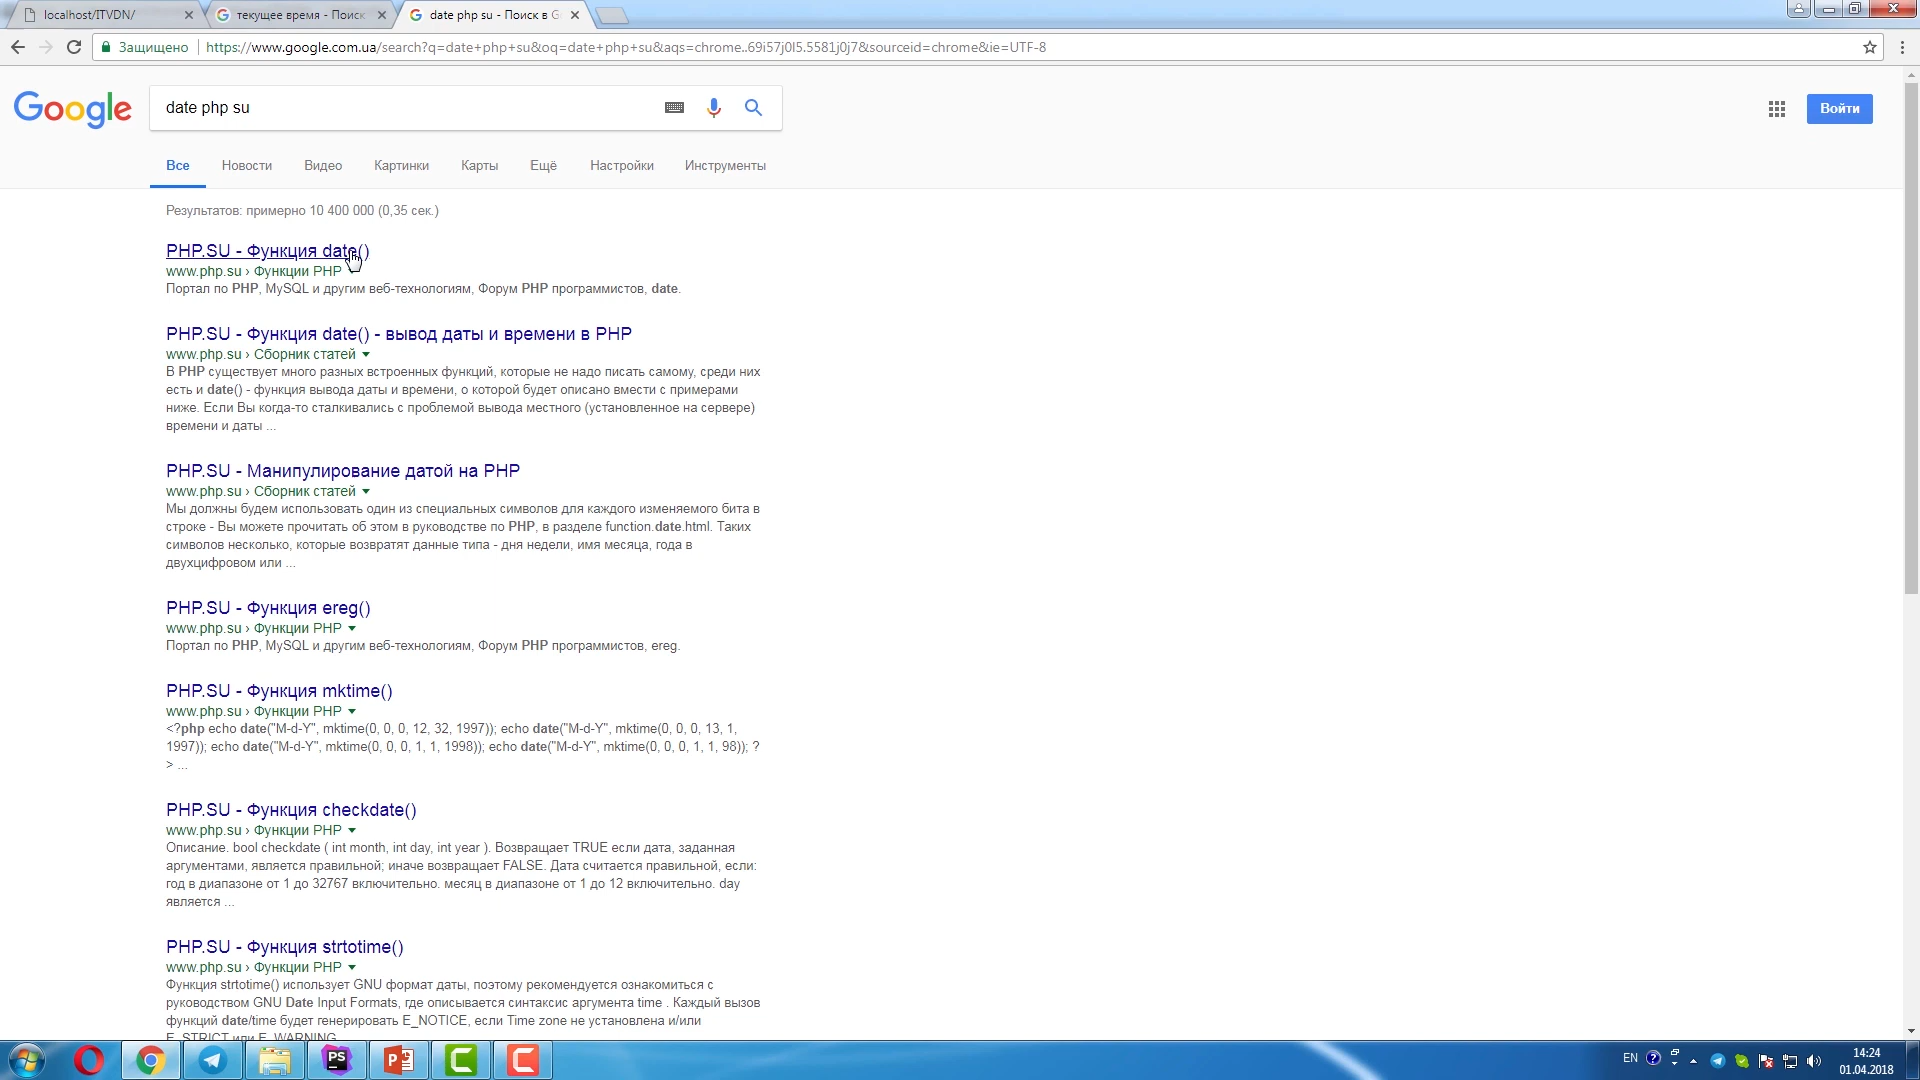 localhost/ITVDN/
текущее время - Поиск
date php su - Поиск в G
Защищено
https://www.google.com.ua/search?q=date+php+su&oq=date+php+su&aqs=chrome..69i57j0l5.5581j0j7&sourceid=chrome&ie=UTF-8
Google
date php su
Войти
Все Новости Видео Картинки Карты Ещё Настройки Инструменты
Результатов: примерно 10 400 000 (0,35 сек.)
PHP.SU - Функция date()
www.php.su › Функции PHP
Портал по PHP, MySQL и другим веб-технологиям, Форум PHP программистов, date.
PHP.SU - Функция date() - вывод даты и времени в PHP
www.php.su › Сборник статей
В PHP существует много разных встроенных функций, которые не надо писать самому, среди них
есть и date() - функция вывода даты и времени, о которой будет описано вмести с примерами
ниже. Если Вы когда-то сталкивались с проблемой вывода местного (установленное на сервере)
времени и даты ...
PHP.SU - Манипулирование датой на PHP
www.php.su › Сборник статей
Мы должны будем использовать один из специальных символов для каждого изменяемого бита в
строке - Вы можете прочитать об этом в руководстве по PHP, в разделе function.date.html. Таких
символов несколько, которые возвратят данные типа - дня недели, имя месяца, года в
двухцифровом или ...
PHP.SU - Функция ereg()
www.php.su › Функции PHP
Портал по PHP, MySQL и другим веб-технологиям, Форум PHP программистов, ereg.
PHP.SU - Функция mktime()
www.php.su › Функции PHP
<?php echo date("M-d-Y", mktime(0, 0, 0, 12, 32, 1997)); echo date("M-d-Y", mktime(0, 0, 0, 13, 1,
1997)); echo date("M-d-Y", mktime(0, 0, 0, 1, 1, 1998)); echo date("M-d-Y", mktime(0, 0, 0, 1, 1, 98)); ?
> ...
PHP.SU - Функция checkdate()
www.php.su › Функции PHP
Описание. bool checkdate ( int month, int day, int year ). Возвращает TRUE если дата, заданная
аргументами, является правильной; иначе возвращает FALSE. Дата считается правильной, если:
год в диапазоне от 1 до 32767 включительно. месяц в диапазоне от 1 до 12 включительно. day
является ...
PHP.SU - Функция strtotime()
www.php.su › Функции PHP
Функция strtotime() использует GNU формат даты, поэтому рекомендуется ознакомиться с
руководством GNU Date Input Formats, где описывается синтаксис аргумента time . Каждый вызов
функций date/time будет генерировать E_NOTICE, если Time zone не установлена и/или
E_STRICT или E_WARNING
PS
P
C
C
EN
14:24
01.04.2018